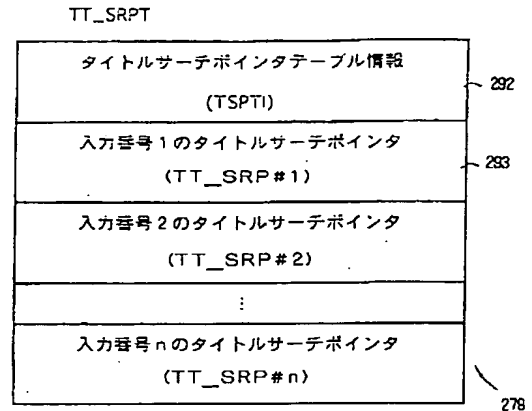 TT_SRPT
タイトルサーチポインタテーブル情報
(TSPTI)
292
入力番号1のタイトルサーチポインタ
(TT_SRP#1)
293
入力番号2のタイトルサーチポインタ
(TT_SRP#2)
⋮
入力番号nのタイトルサーチポインタ
(TT_SRP#n)
278